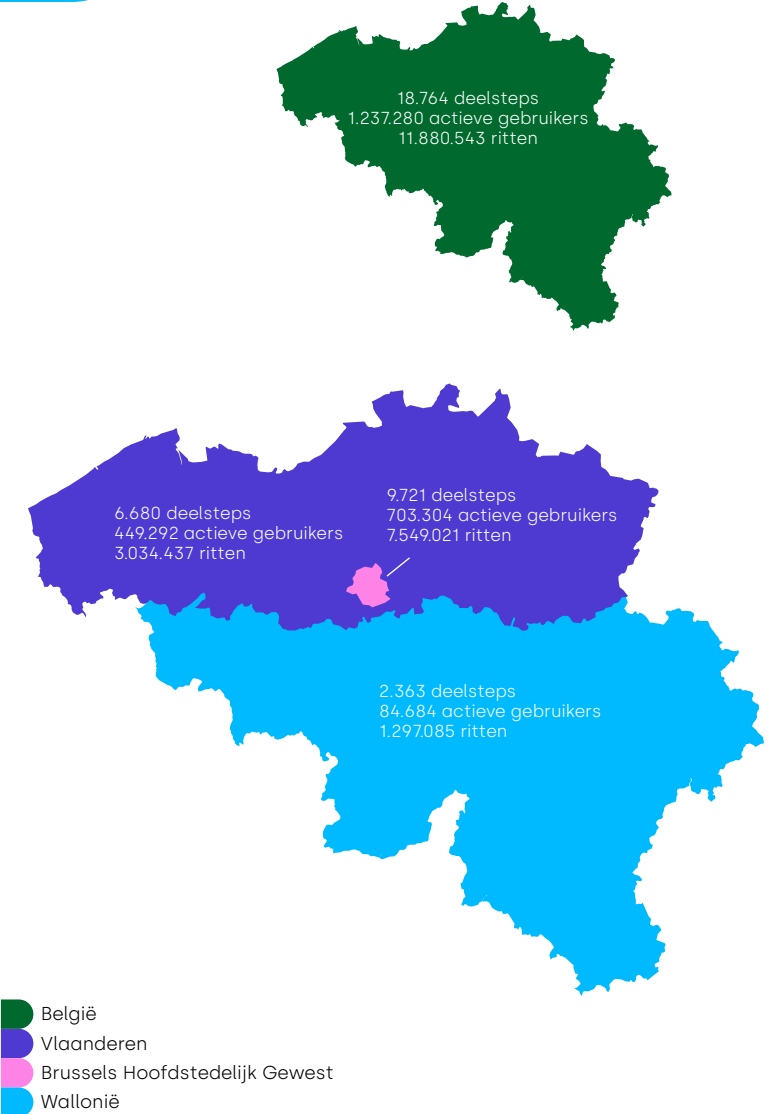 18.764 deelsteps
1.237.280 actieve gebruikers
11.880.543 ritten
6.680 deelsteps
449.292 actieve gebruikers
3.034.437 ritten
9.721 deelsteps
703.304 actieve gebruikers
7.549.021 ritten
2.363 deelsteps
84.684 actieve gebruikers
1.297.085 ritten
België
Vlaanderen
Brussels Hoofdstedelijk Gewest
Wallonië